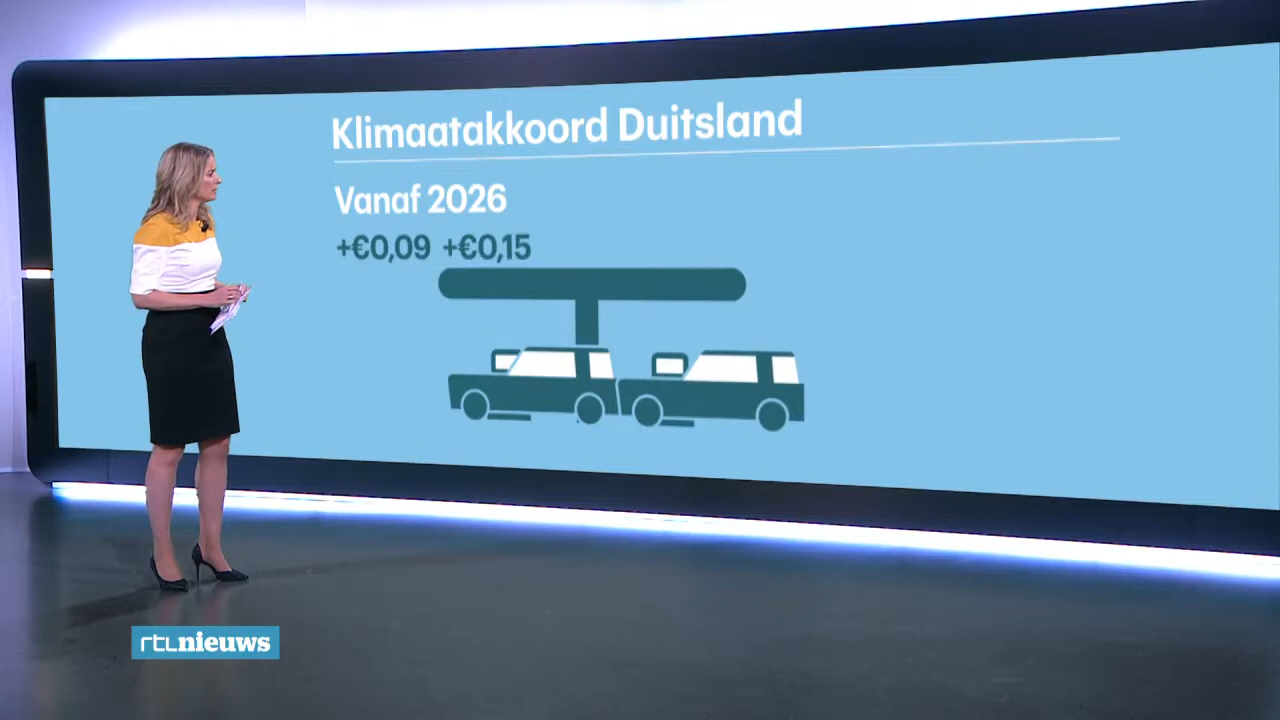 Klimaatakkoord Duitsland
Vanaf 2026
+€0,09 +€0,15
rtlnieuws